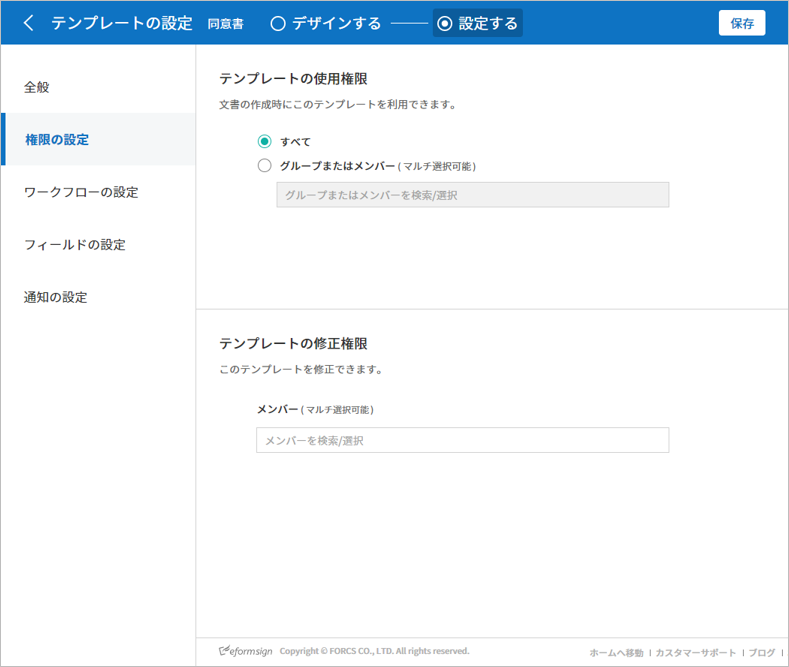 テンプレートの設定 同意書 デザインする 設定する 保存
全般
権限の設定
ワークフローの設定
フィールドの設定
通知の設定
テンプレートの使用権限
文書の作成時にこのテンプレートを利用できます。
すべて
グループまたはメンバー ( マルチ選択可能 )
グループまたはメンバーを検索/選択
テンプレートの修正権限
このテンプレートを修正できます。
メンバー ( マルチ選択可能 )
メンバーを検索/選択
eformsign Copyright © FORCS CO., LTD. All rights reserved. ホームへ移動 | カスタマーサポート | ブログ |